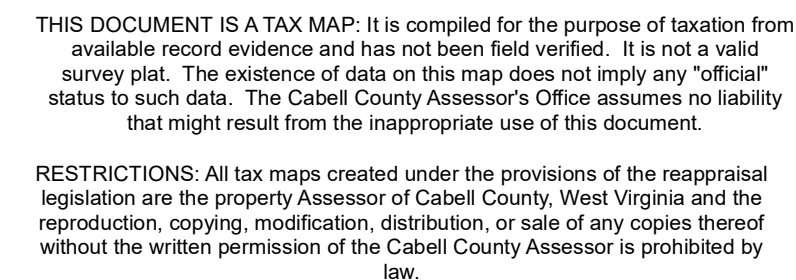 THIS DOCUMENT IS A TAX MAP: It is compiled for the purpose of taxation from
available record evidence and has not been field verified.  It is not a valid
survey plat.  The existence of data on this map does not imply any "official"
status to such data.  The Cabell County Assessor's Office assumes no liability
that might result from the inappropriate use of this document.
RESTRICTIONS: All tax maps created under the provisions of the reappraisal
legislation are the property Assessor of Cabell County, West Virginia and the
reproduction, copying, modification, distribution, or sale of any copies thereof
without the written permission of the Cabell County Assessor is prohibited by
law.